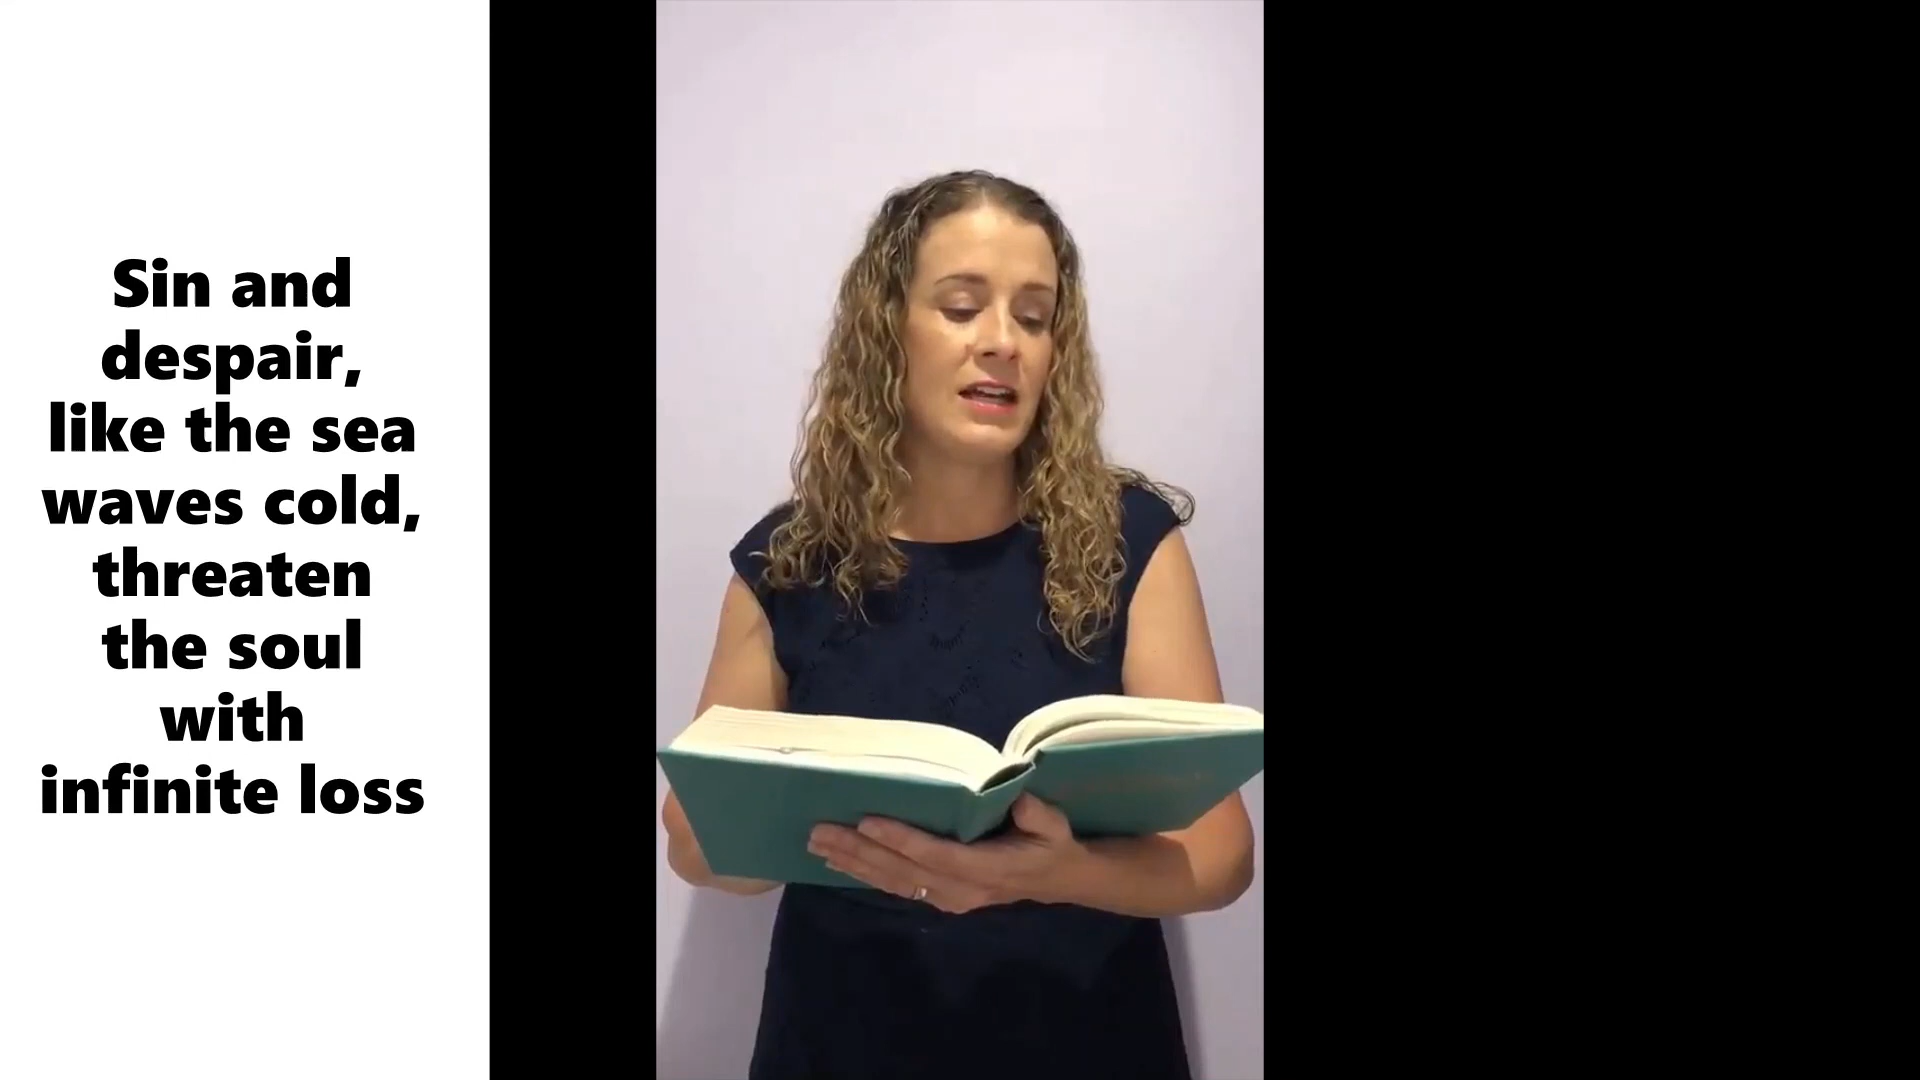 Sin and
despair,
like the sea
waves cold,
threaten
the soul
with
infinite loss